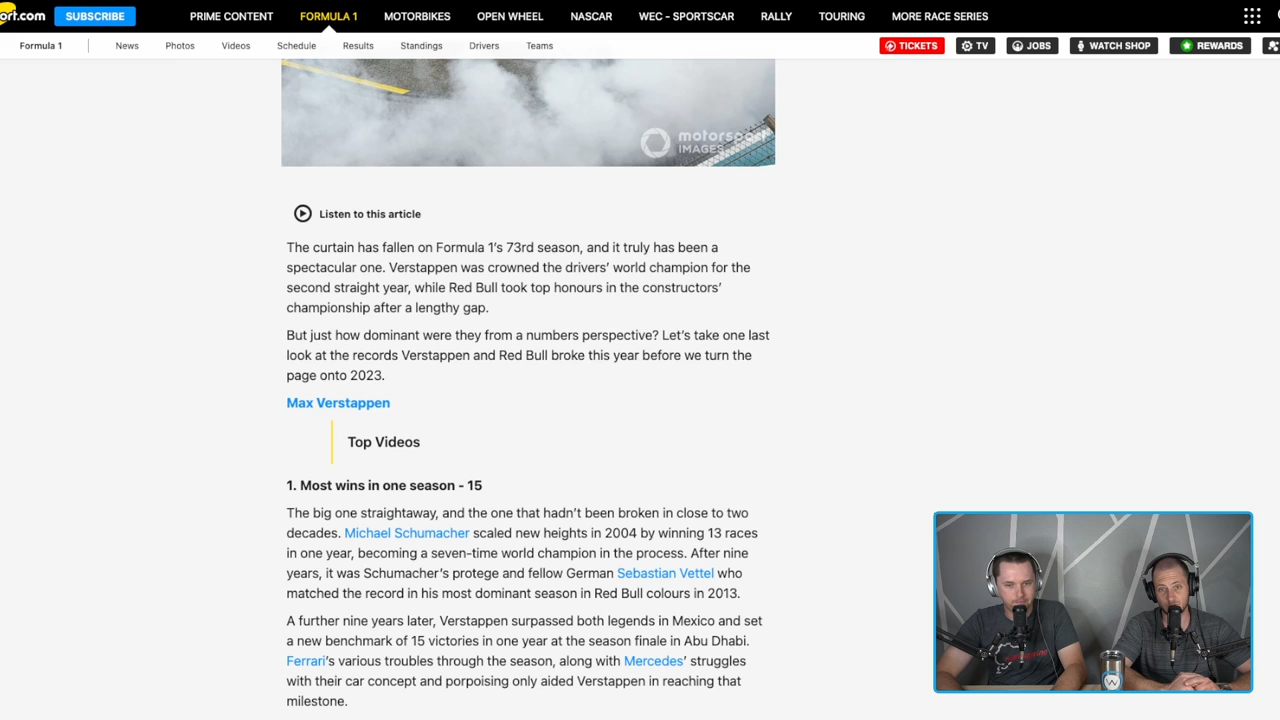 ort.com SUBSCRIBE PRIME CONTENT FORMULA 1 MOTORBIKES OPEN WHEEL NASCAR WEC - SPORTSCAR RALLY TOURING MORE RACE SERIES
Formula 1 News Photos Videos Schedule Results Standings Drivers Teams TICKETS TV JOBS WATCH SHOP REWARDS
motorsport
IMAGES
Listen to this article
The curtain has fallen on Formula 1's 73rd season, and it truly has been a
spectacular one. Verstappen was crowned the drivers' world champion for the
second straight year, while Red Bull took top honours in the constructors'
championship after a lengthy gap.
But just how dominant were they from a numbers perspective? Let's take one last
look at the records Verstappen and Red Bull broke this year before we turn the
page onto 2023.
Max Verstappen
Top Videos
1. Most wins in one season - 15
The big one straightaway, and the one that hadn't been broken in close to two
decades. Michael Schumacher scaled new heights in 2004 by winning 13 races
in one year, becoming a seven-time world champion in the process. After nine
years, it was Schumacher's protege and fellow German Sebastian Vettel who
matched the record in his most dominant season in Red Bull colours in 2013.
A further nine years later, Verstappen surpassed both legends in Mexico and set
a new benchmark of 15 victories in one year at the season finale in Abu Dhabi.
Ferrari's various troubles through the season, along with Mercedes' struggles
with their car concept and porpoising only aided Verstappen in reaching that
milestone.